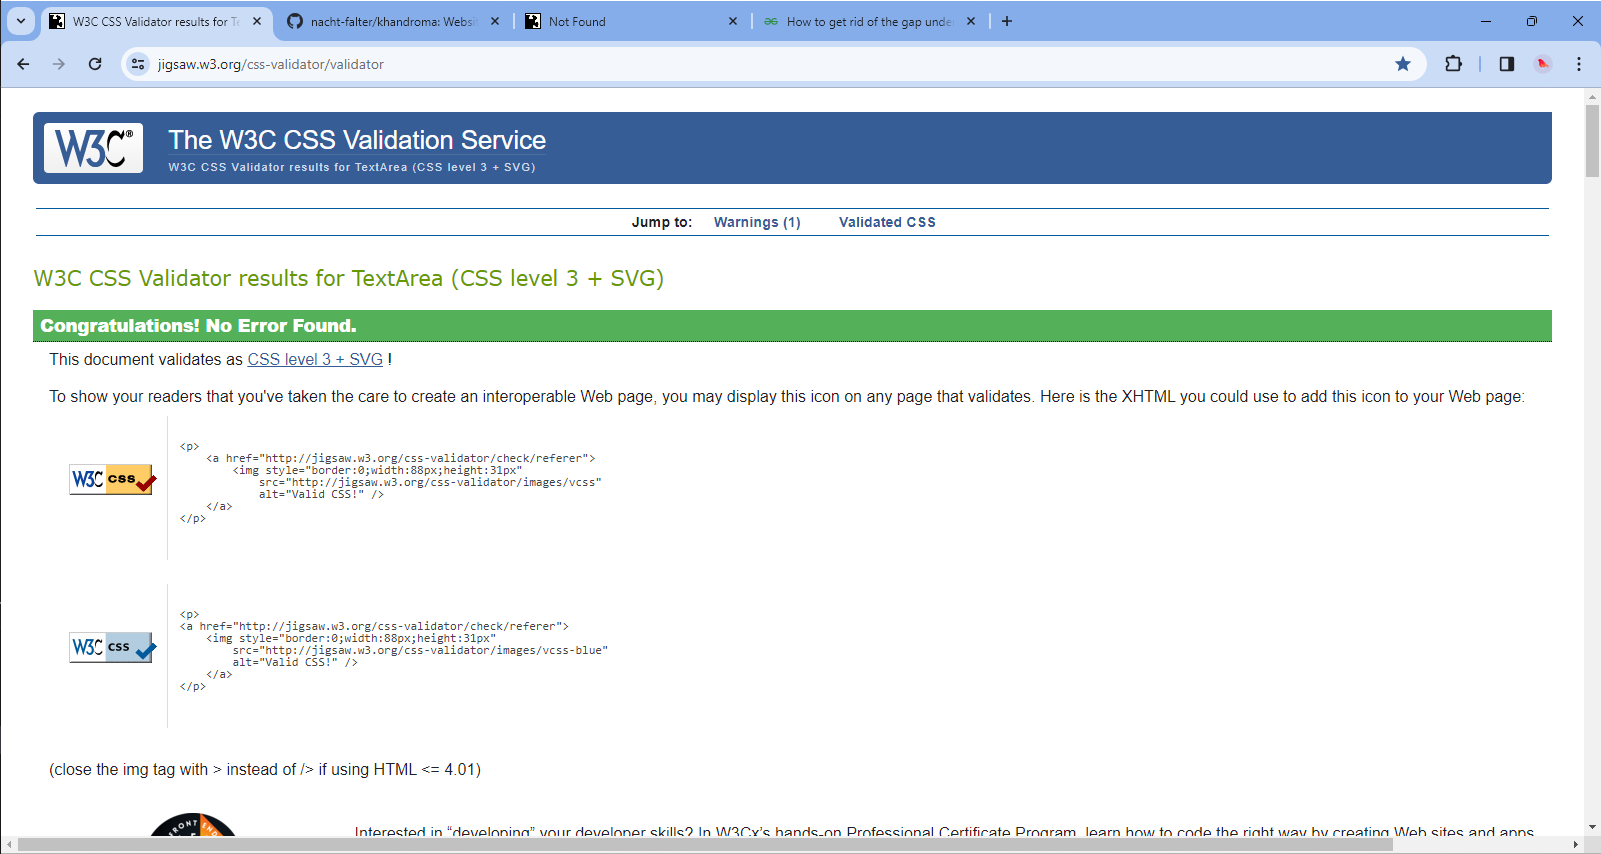 W3C CSS Validator results for Te
nacht-falter/khandroma: Websit
Not Found
How to get rid of the gap unde
jigsaw.w3.org/css-validator/validator
W3C®
The W3C CSS Validation Service
W3C CSS Validator results for TextArea (CSS level 3 + SVG)
Jump to: Warnings (1) Validated CSS
W3C CSS Validator results for TextArea (CSS level 3 + SVG)
Congratulations! No Error Found.
This document validates as CSS level 3 + SVG !
To show your readers that you've taken the care to create an interoperable Web page, you may display this icon on any page that validates. Here is the XHTML you could use to add this icon to your Web page:
W3C css
<p>
<a href="http://jigsaw.w3.org/css-validator/check/referer">
<img style="border:0;width:88px;height:31px"
src="http://jigsaw.w3.org/css-validator/images/vcss"
alt="Valid CSS!" />
</a>
</p>
W3C css
<p>
<a href="http://jigsaw.w3.org/css-validator/check/referer">
<img style="border:0;width:88px;height:31px"
src="http://jigsaw.w3.org/css-validator/images/vcss-blue"
alt="Valid CSS!" />
</a>
</p>
(close the img tag with > instead of /> if using HTML <= 4.01)
FRONT END
Interested in “developing” your developer skills? In W3Cx’s hands-on Professional Certificate Program, learn how to code the right way by creating Web sites and apps